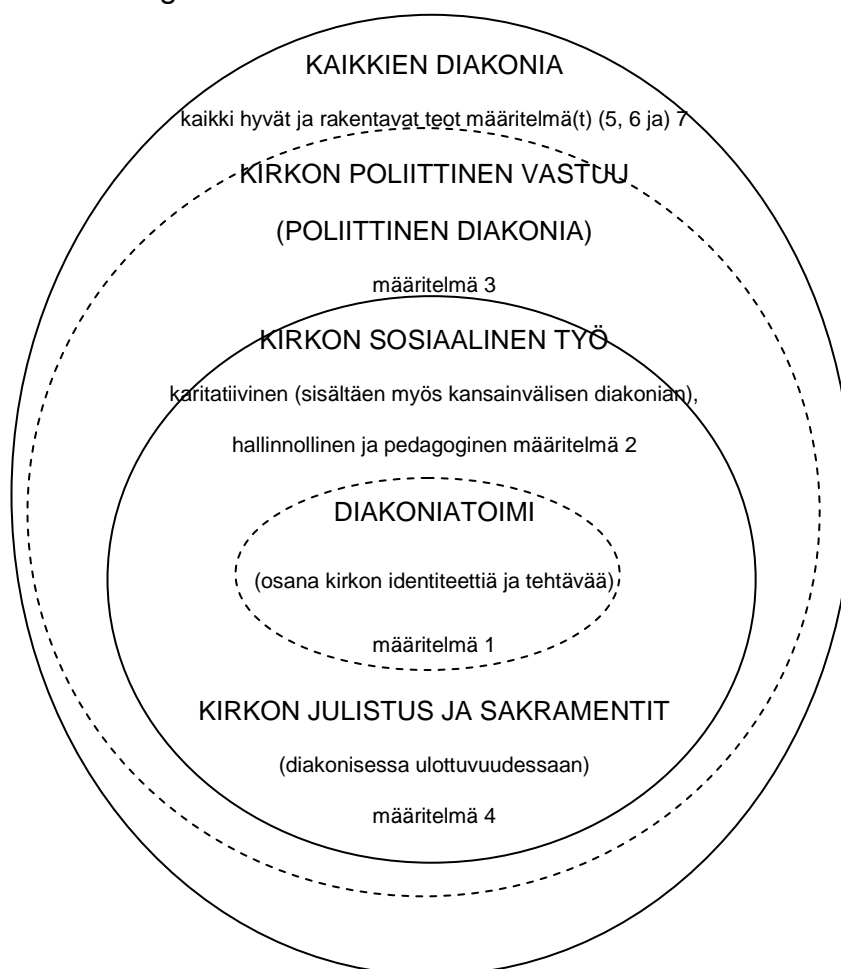 KAIKKIEN DIAKONIA
kaikki hyvät ja rakentavat teot määritelmä(t) (5, 6 ja) 7
KIRKON POLIITTINEN VASTUU
(POLIITTINEN DIAKONIA)
määritelmä 3
KIRKON SOSIAALINEN TYÖ
karitatiivinen (sisältäen myös kansainvälisen diakonian),
hallinnollinen ja pedagoginen määritelmä 2
DIAKONIATOIMI
(osana kirkon identiteettiä ja tehtävää)
määritelmä 1
KIRKON JULISTUS JA SAKRAMENTIT
(diakonisessa ulottuvuudessaan)
määritelmä 4